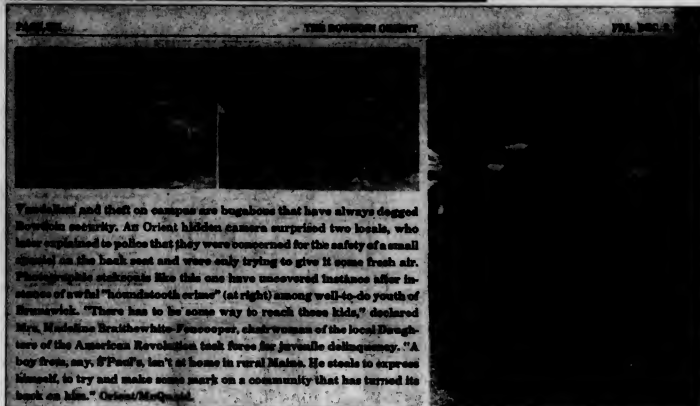 THE BOWDOIN ORIENT
FRI., DEC.
Vandalism and theft on campus are bugaboos that have always dogged
Bowdoin security. An Orient hidden camera surprised two locals, who
later explained to police that they were concerned for the safety of a small
spaniel on the back seat and were only trying to give it some fresh air.
Photographic stakeouts like this one have uncovered instance after in-
stance of awful "houndstooth crime" (at right) among well-to-do youth of
Brunswick. "There has to be some way to reach these kids," declared
Mrs. Madeline Braithewhite-Fencooper, chairwoman of the local Daugh-
ters of the American Revolution task force for juvenile delinquency. "A
boy from, say, S'Paul's, isn't at home in rural Maine. He steals to express
himself, to try and make some mark on a community that has turned its
back on him." Orient/McQuaid.